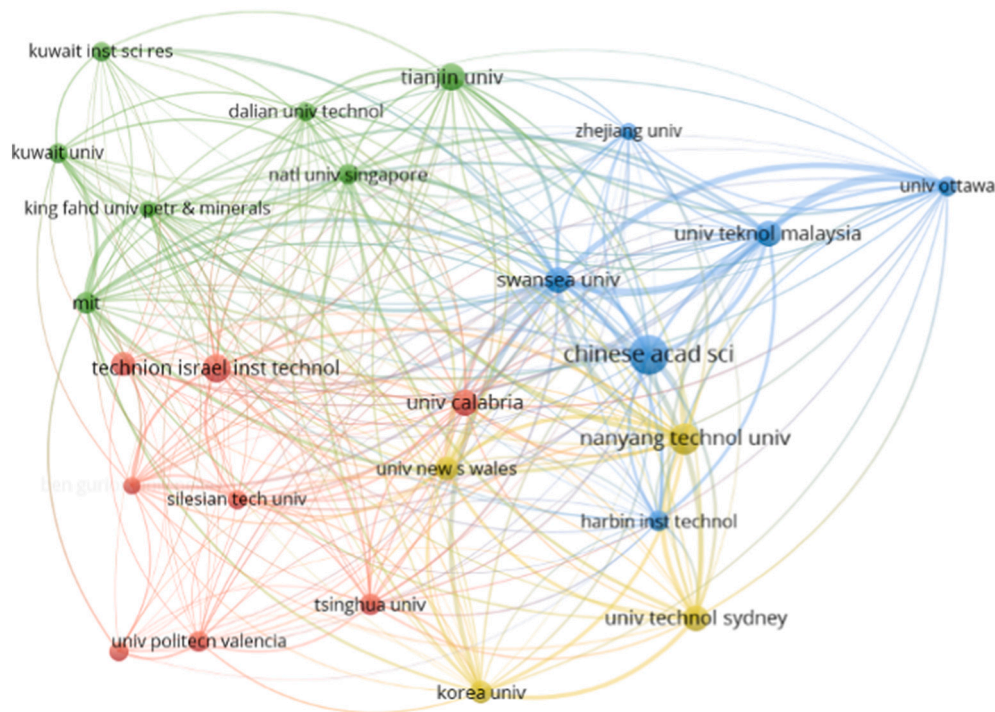 kuwait inst sci res
tianjin univ
dalian univ technol
zhejiang univ
kuwait univ
natl univ singapore
univ ottawa
king fahd univ petr & minerals
univ teknol malaysia
swansea univ
mit
chinese acad sci
technion israel inst technol
univ calabria
nanyang technol univ
univ new s wales
ben guri
silesian tech univ
harbin inst technol
tsinghua univ
univ technol sydney
univ politecn valencia
korea univ